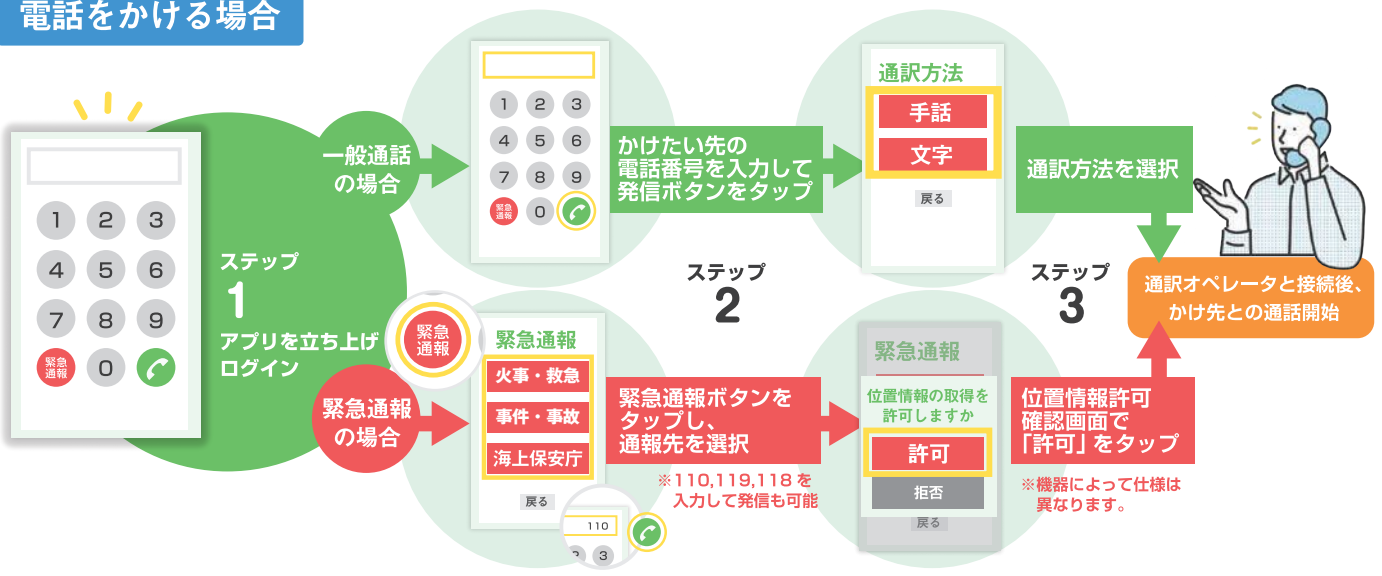 電話をかける場合
1 2 3
4 5 6
7 8 9
緊急
通報
0
ステップ
1
アプリを立ち上げ
ログイン
一般通話
の場合
1 2 3
4 5 6
7 8 9
緊急
通報
0
かけたい先の
電話番号を入力して
発信ボタンをタップ
通訳方法
手話
文字
戻る
通訳方法を選択
ステップ
2
ステップ
3
通訳オペレータと接続後、
かけ先との通話開始
緊急通報
の場合
緊急
通報
緊急通報
火事・救急
事件・事故
海上保安庁
戻る
110
2 3
緊急通報ボタンを
タップし、
通報先を選択
※110,119,118 を
入力して発信も可能
緊急通報
位置情報の取得を
許可しますか
許可
拒否
戻る
位置情報許可
確認画面で
「許可」をタップ
※機器によって仕様は
異なります。